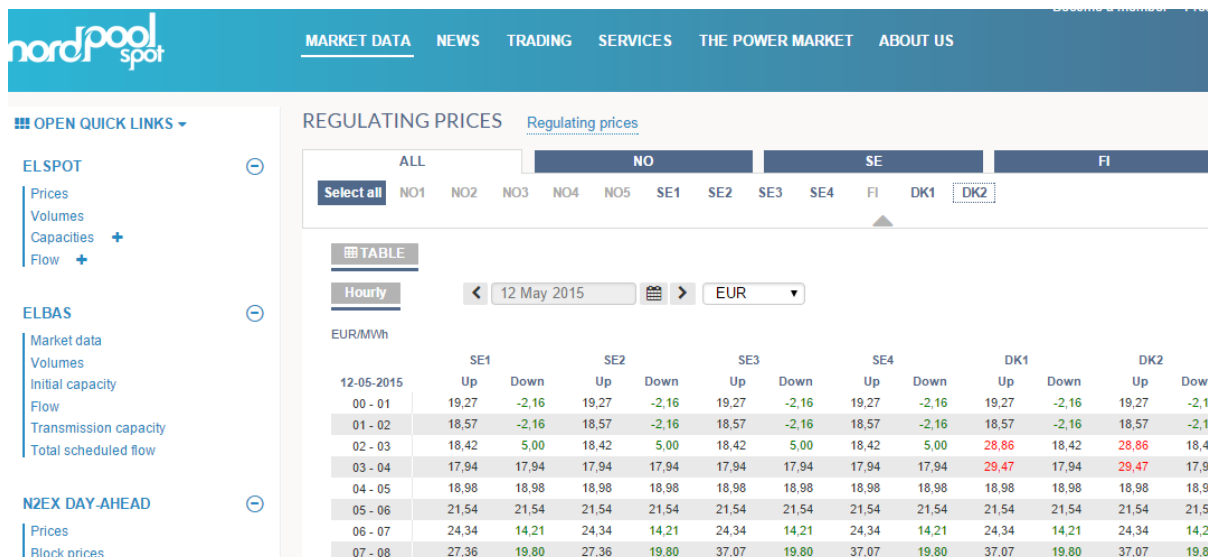 nordpool
spot
MARKET DATA NEWS TRADING SERVICES THE POWER MARKET ABOUT US
OPEN QUICK LINKS
ELSPOT
Prices
Volumes
Capacities +
Flow +
ELBAS
Market data
Volumes
Initial capacity
Flow
Transmission capacity
Total scheduled flow
N2EX DAY-AHEAD
Prices
Block prices
REGULATING PRICES Regulating prices
ALL NO SE FI
Select all NO1 NO2 NO3 NO4 NO5 SE1 SE2 SE3 SE4 FI DK1 DK2
TABLE
Hourly 12 May 2015 EUR
EUR/MWh
SE1 SE2 SE3 SE4 DK1 DK2
12-05-2015 Up Down Up Down Up Down Up Down Up Down Up
00 - 01 19,27 -2,16 19,27 -2,16 19,27 -2,16 19,27 -2,16 19,27 -2,16 19,27
01 - 02 18,57 -2,16 18,57 -2,16 18,57 -2,16 18,57 -2,16 18,57 -2,16 18,57
02 - 03 18,42 5,00 18,42 5,00 18,42 5,00 18,42 5,00 28,86 18,42 28,86
03 - 04 17,94 17,94 17,94 17,94 17,94 17,94 17,94 17,94 29,47 17,94 29,47
04 - 05 18,98 18,98 18,98 18,98 18,98 18,98 18,98 18,98 18,98 18,98 18,98
05 - 06 21,54 21,54 21,54 21,54 21,54 21,54 21,54 21,54 21,54 21,54 21,54
06 - 07 24,34 14,21 24,34 14,21 24,34 14,21 24,34 14,21 24,34 14,21 24,34
07 - 08 27,36 19,80 27,36 19,80 37,07 19,80 37,07 19,80 37,07 19,80 37,07